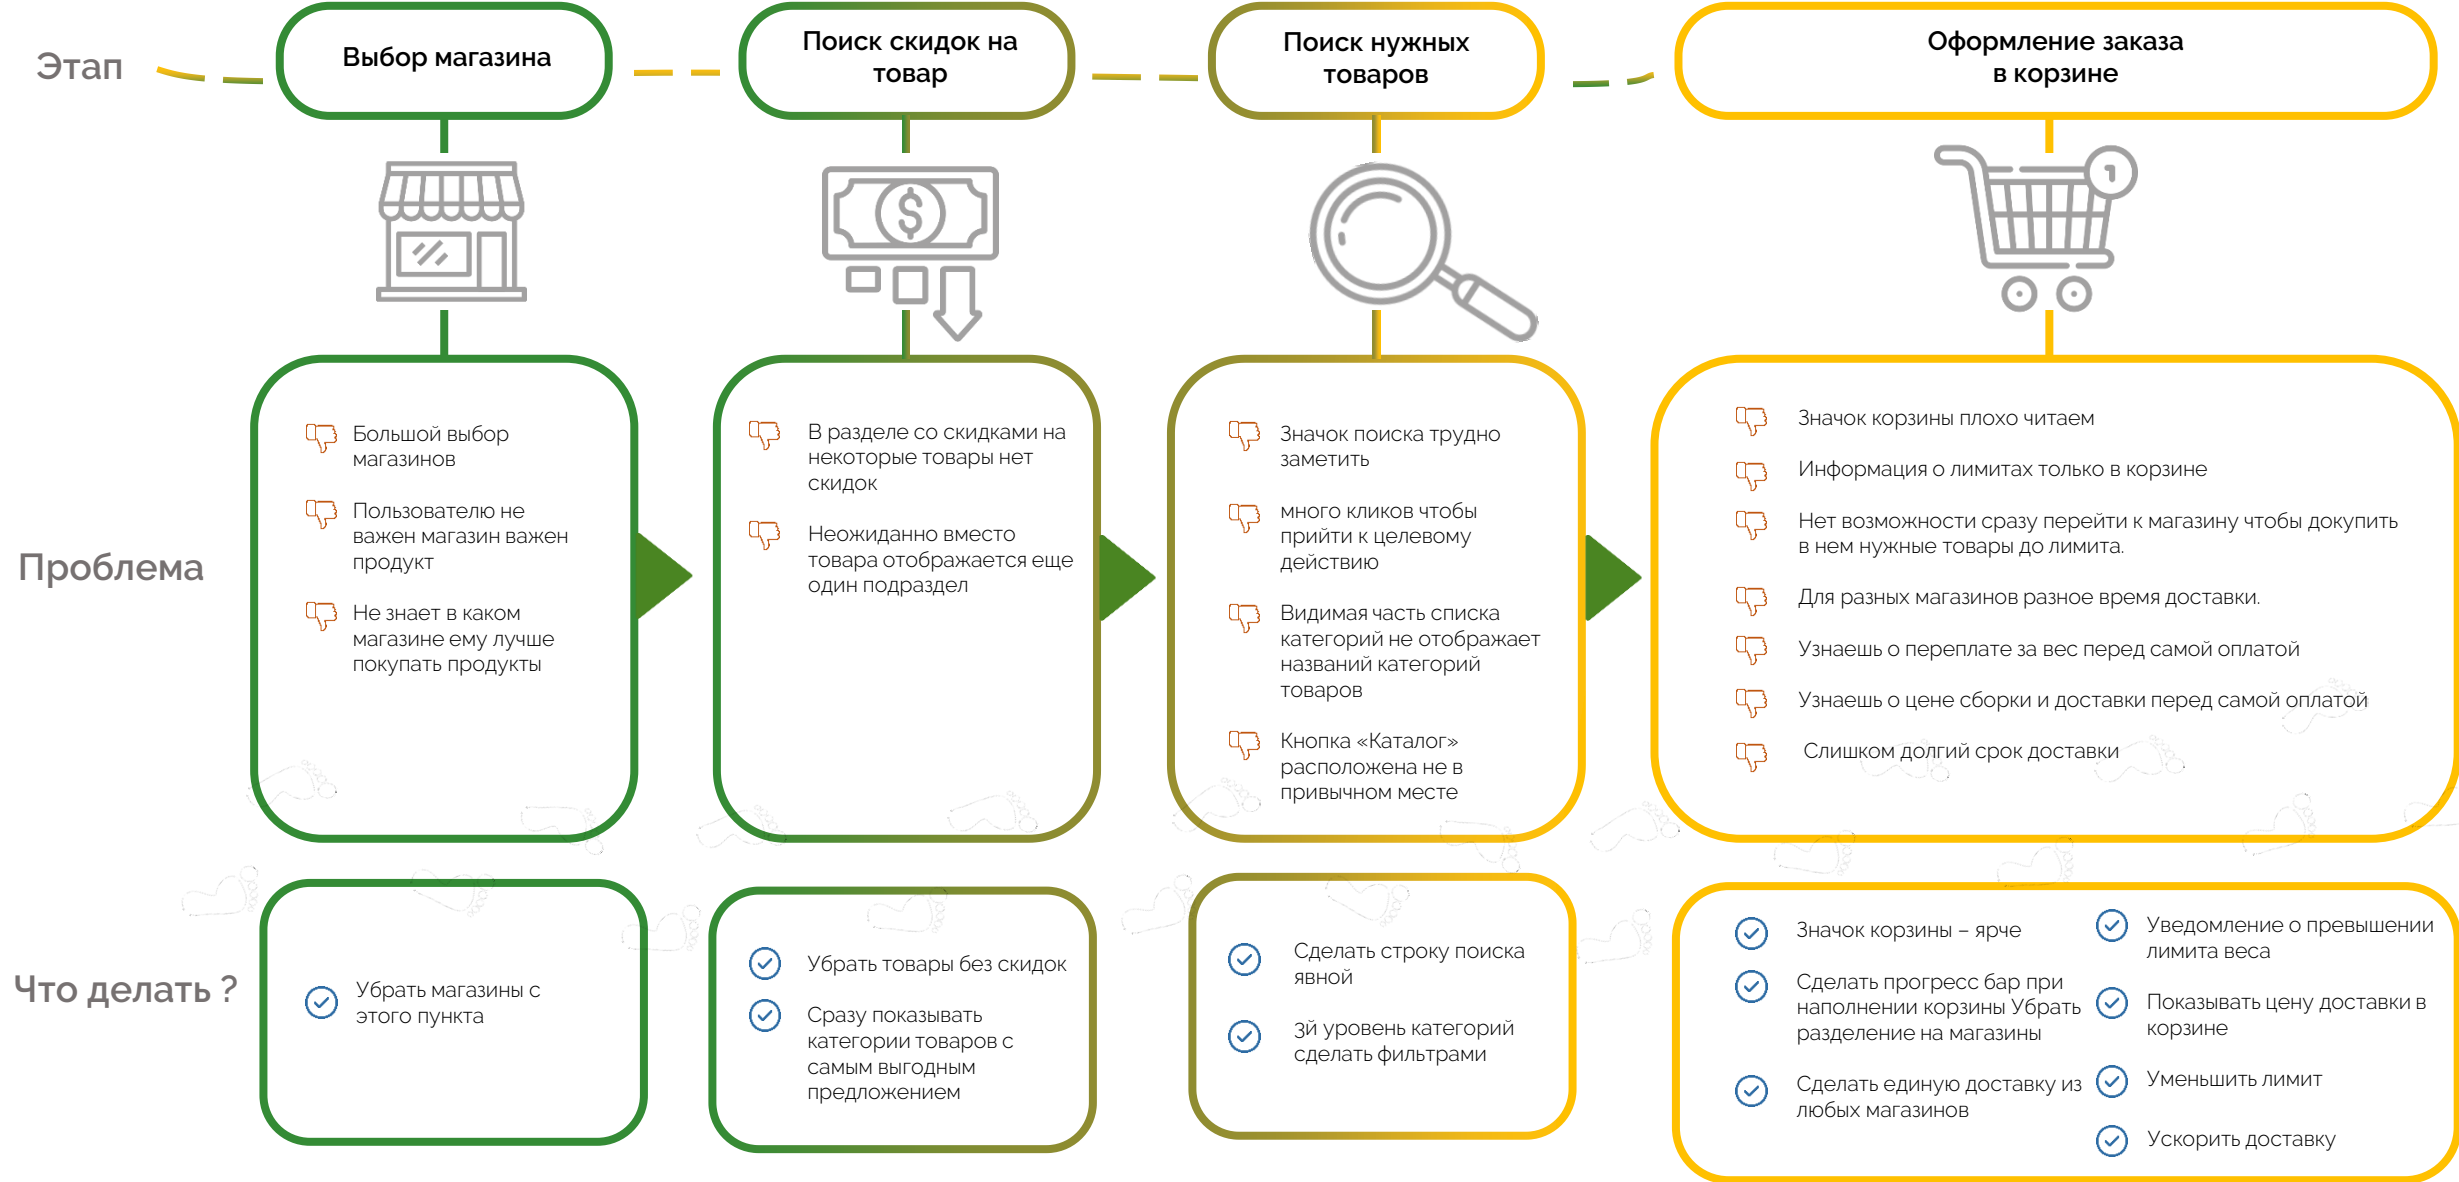 Этап
Выбор магазина
Поиск скидок на
товар
Поиск нужных
товаров
Оформление заказа
в корзине
1
$
Проблема
Большой выбор
магазинов
Пользователю не
важен магазин важен
продукт
Не знает в каком
магазине ему лучше
покупать продукты
В разделе со скидками на
некоторые товары нет
скидок
Неожиданно вместо
товара отображается еще
один подраздел
Значок поиска трудно
заметить
много кликов чтобы
прийти к целевому
действию
Видимая часть списка
категорий не отображает
названий категорий
товаров
Кнопка «Каталог»
расположена не в
привычном месте
Значок корзины плохо читаем
Информация о лимитах только в корзине
Нет возможности сразу перейти к магазину чтобы докупить
в нем нужные товары до лимита.
Для разных магазинов разное время доставки.
Узнаешь о переплате за вес перед самой оплатой
Узнаешь о цене сборки и доставки перед самой оплатой
Слишком долгий срок доставки
Что делать ?
Убрать магазины с
этого пункта
Убрать товары без скидок
Сразу показывать
категории товаров с
самым выгодным
предложением
Сделать строку поиска
явной
3й уровень категорий
сделать фильтрами
Значок корзины – ярче
Сделать прогресс бар при
наполнении корзины Убрать
разделение на магазины
Сделать единую доставку из
любых магазинов
Уведомление о превышении
лимита веса
Показывать цену доставки в
корзине
Уменьшить лимит
Ускорить доставку